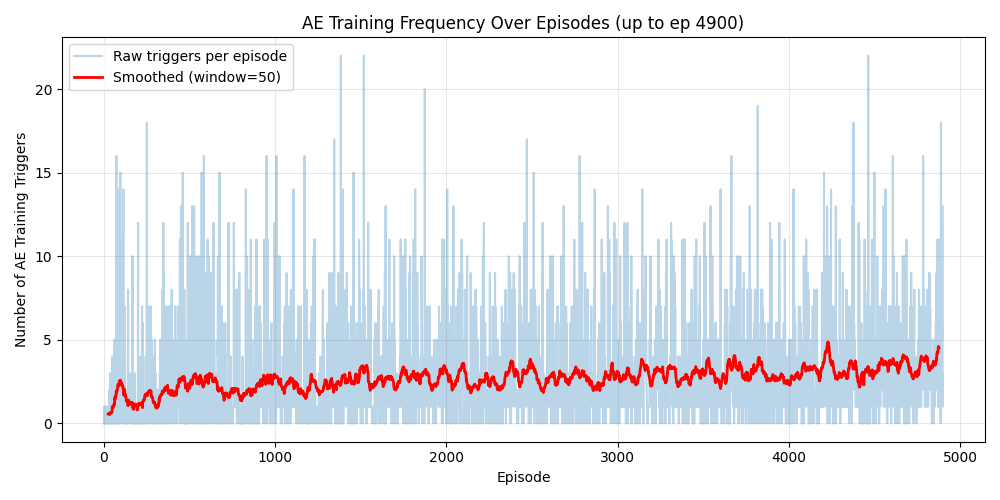 AE Training Frequency Over Episodes (up to ep 4900)
Raw triggers per episode
Smoothed (window=50)
Number of AE Training Triggers
20
15
10
5
0
0
1000
2000
3000
4000
5000
Episode